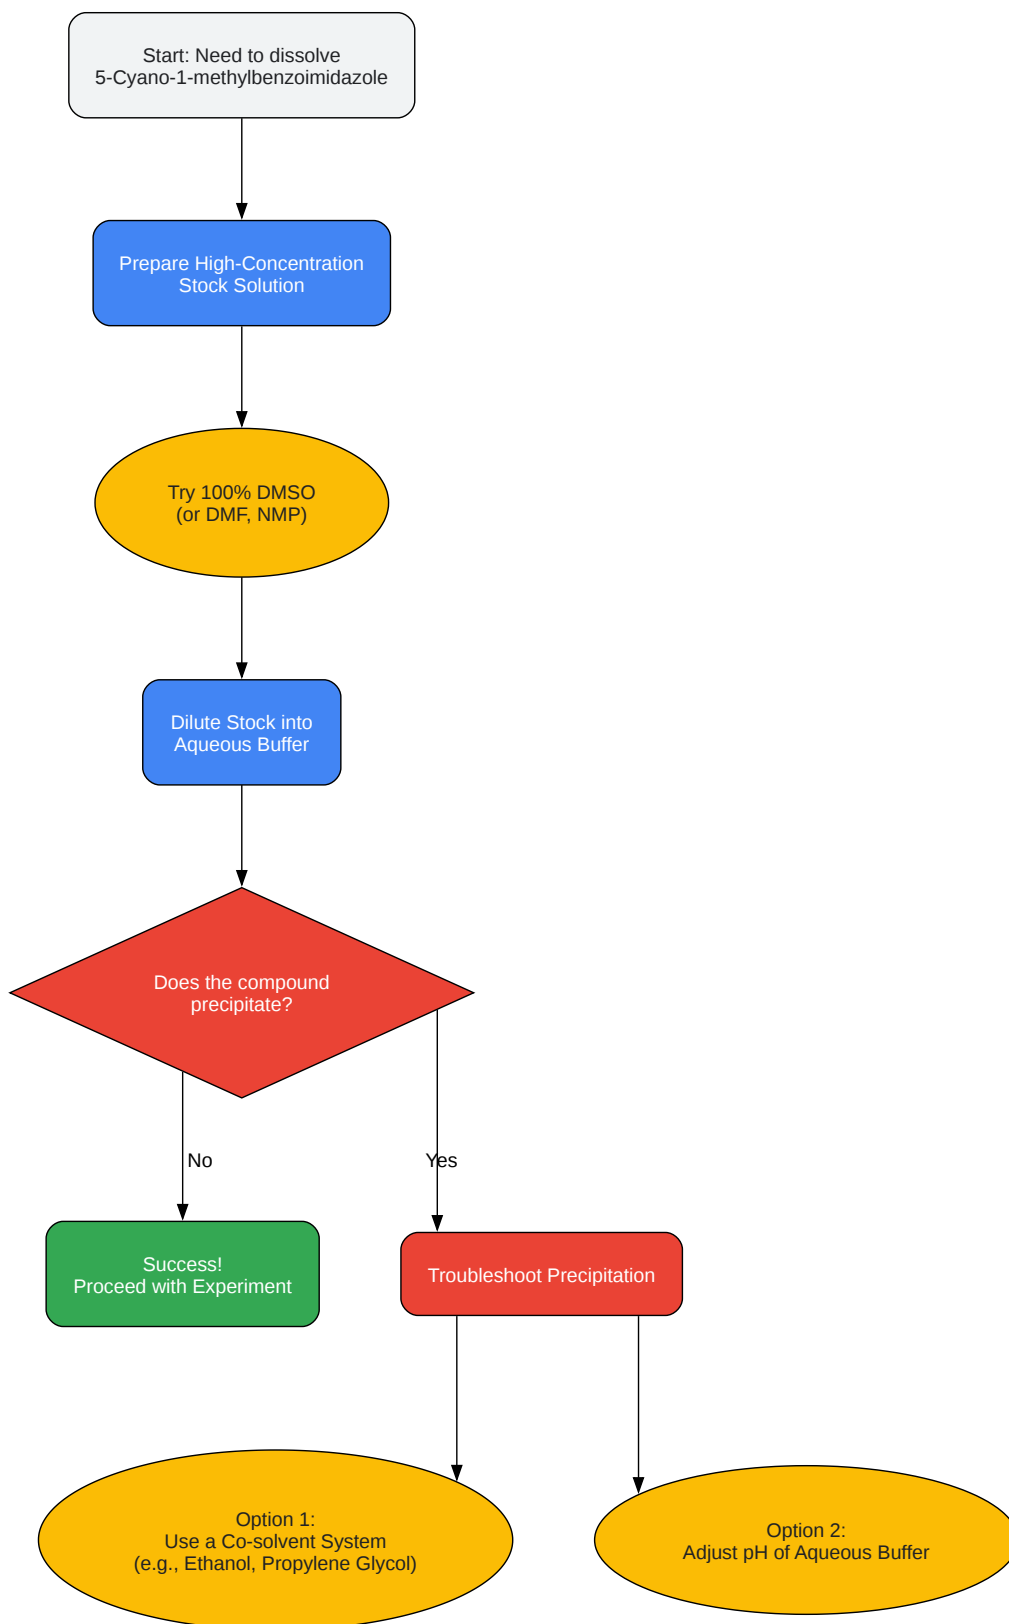 Start: Need to dissolve
5-Cyano-1-methylbenzoimidazole
Prepare High-Concentration
Stock Solution
Try 100% DMSO
(or DMF, NMP)
Dilute Stock into
Aqueous Buffer
Does the compound
precipitate?
No
Yes
Success!
Proceed with Experiment
Troubleshoot Precipitation
Option 1:
Use a Co-solvent System
(e.g., Ethanol, Propylene Glycol)
Option 2:
Adjust pH of Aqueous Buffer